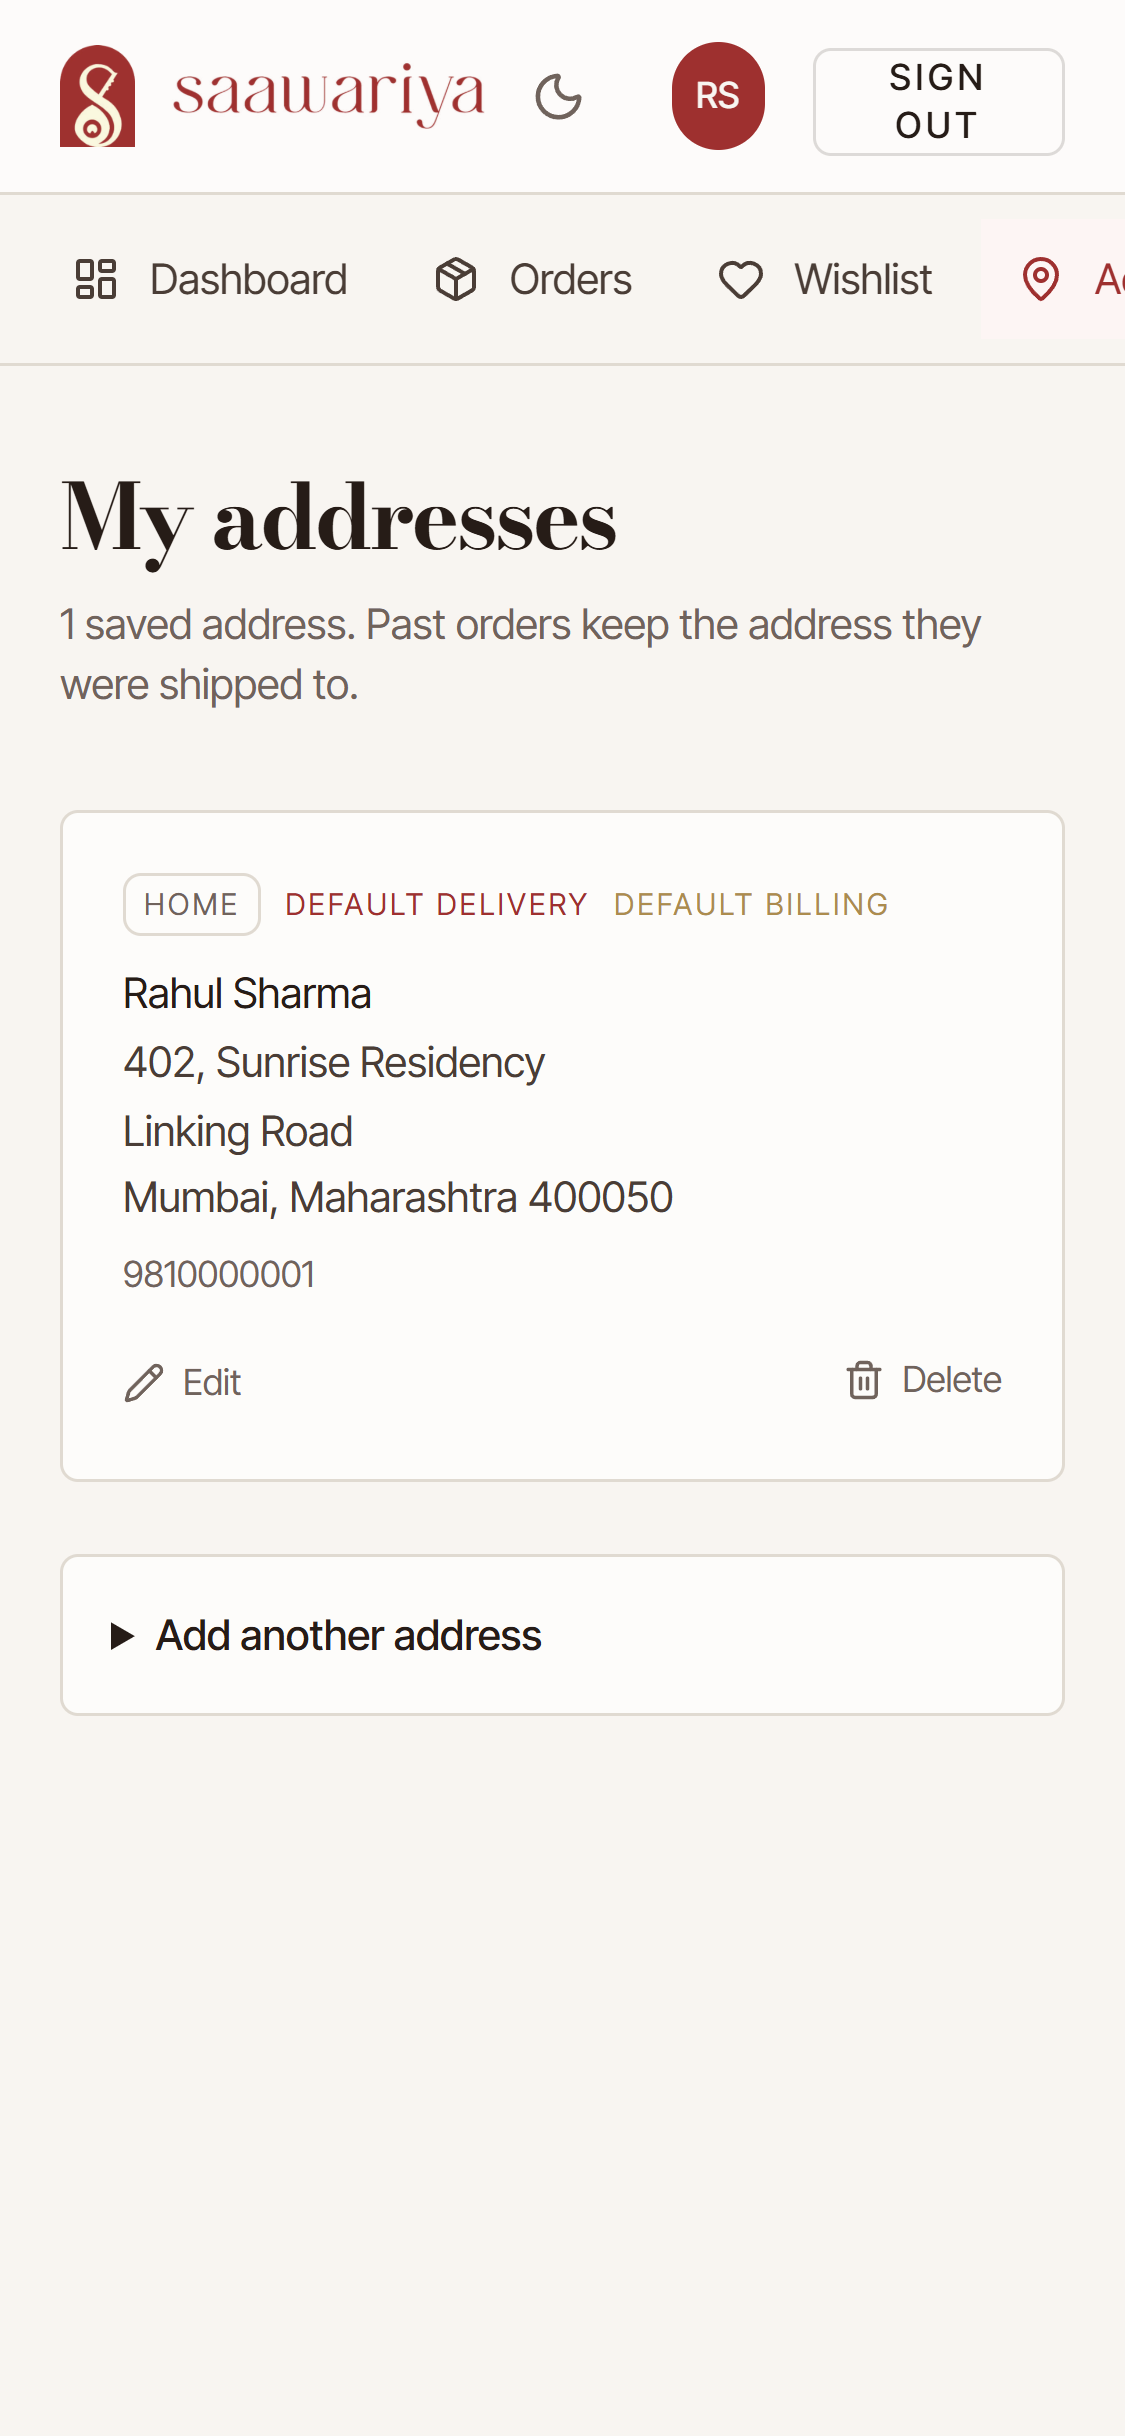 saawariya
RS
SIGN
OUT
Dashboard
Orders
Wishlist
My addresses
1 saved address. Past orders keep the address they
were shipped to.
HOME DEFAULT DELIVERY DEFAULT BILLING
Rahul Sharma
402, Sunrise Residency
Linking Road
Mumbai, Maharashtra 400050
9810000001
Edit
Delete
Add another address